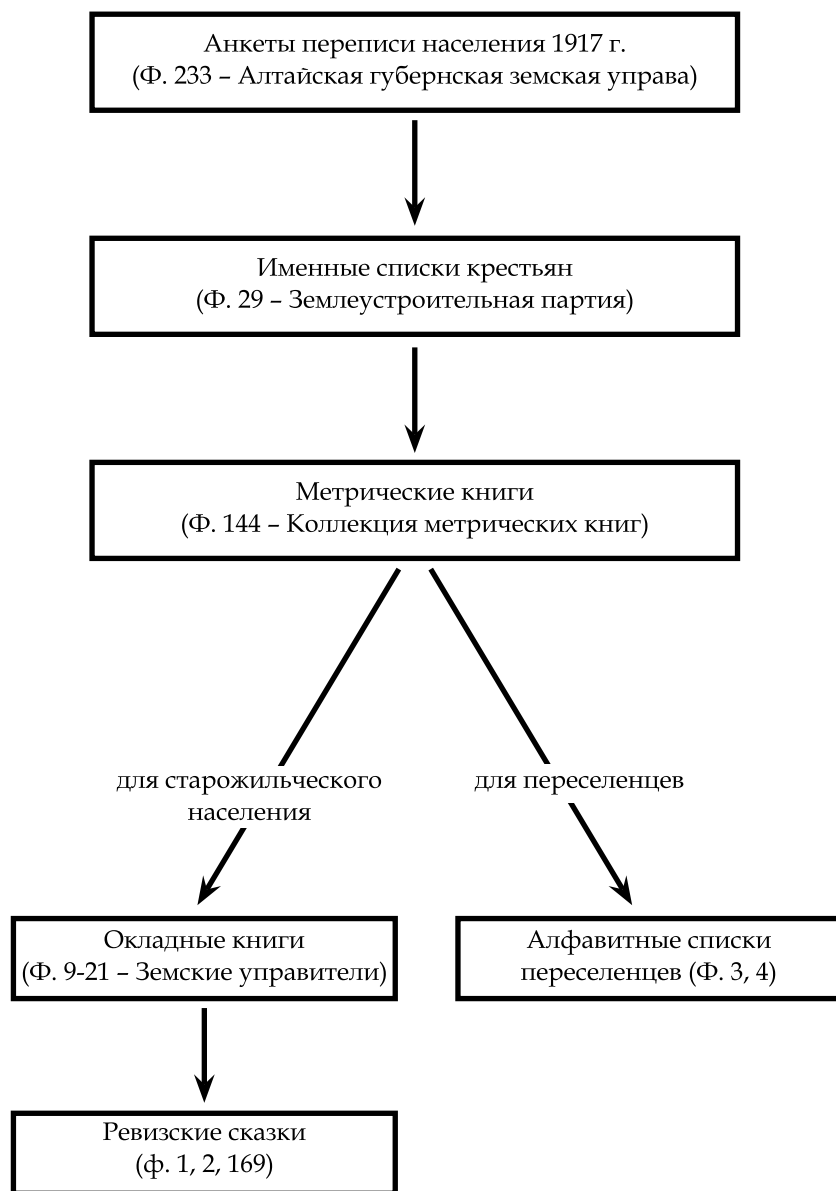 Анкеты переписи населения 1917 г.
(Ф. 233 – Алтайская губернская земская управа)
Именные списки крестьян
(Ф. 29 – Землеустроительная партия)
Метрические книги
(Ф. 144 – Коллекция метрических книг)
для старожильческого
населения
для переселенцев
Окладные книги
(Ф. 9-21 – Земские управители)
Алфавитные списки
переселенцев (Ф. 3, 4)
Ревизские сказки
(ф. 1, 2, 169)